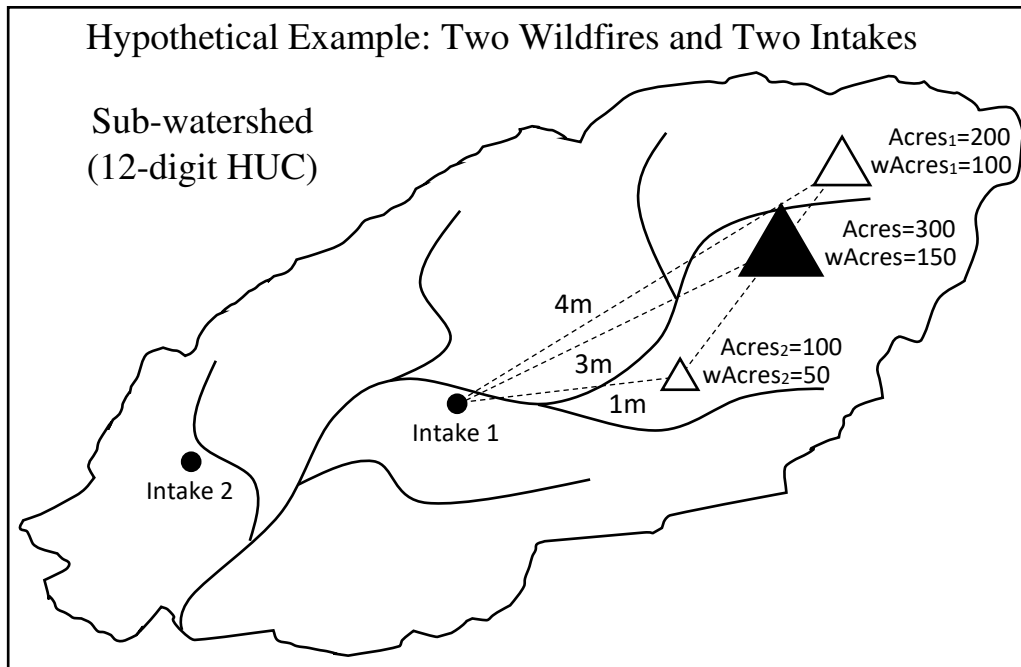 Hypothetical Example: Two Wildfires and Two Intakes
Sub-watershed
(12-digit HUC)
Acres₁=200
wAcres₁=100
Acres=300
wAcres=150
4m
3m
Acres₂=100
wAcres₂=50
1m
Intake 1
Intake 2